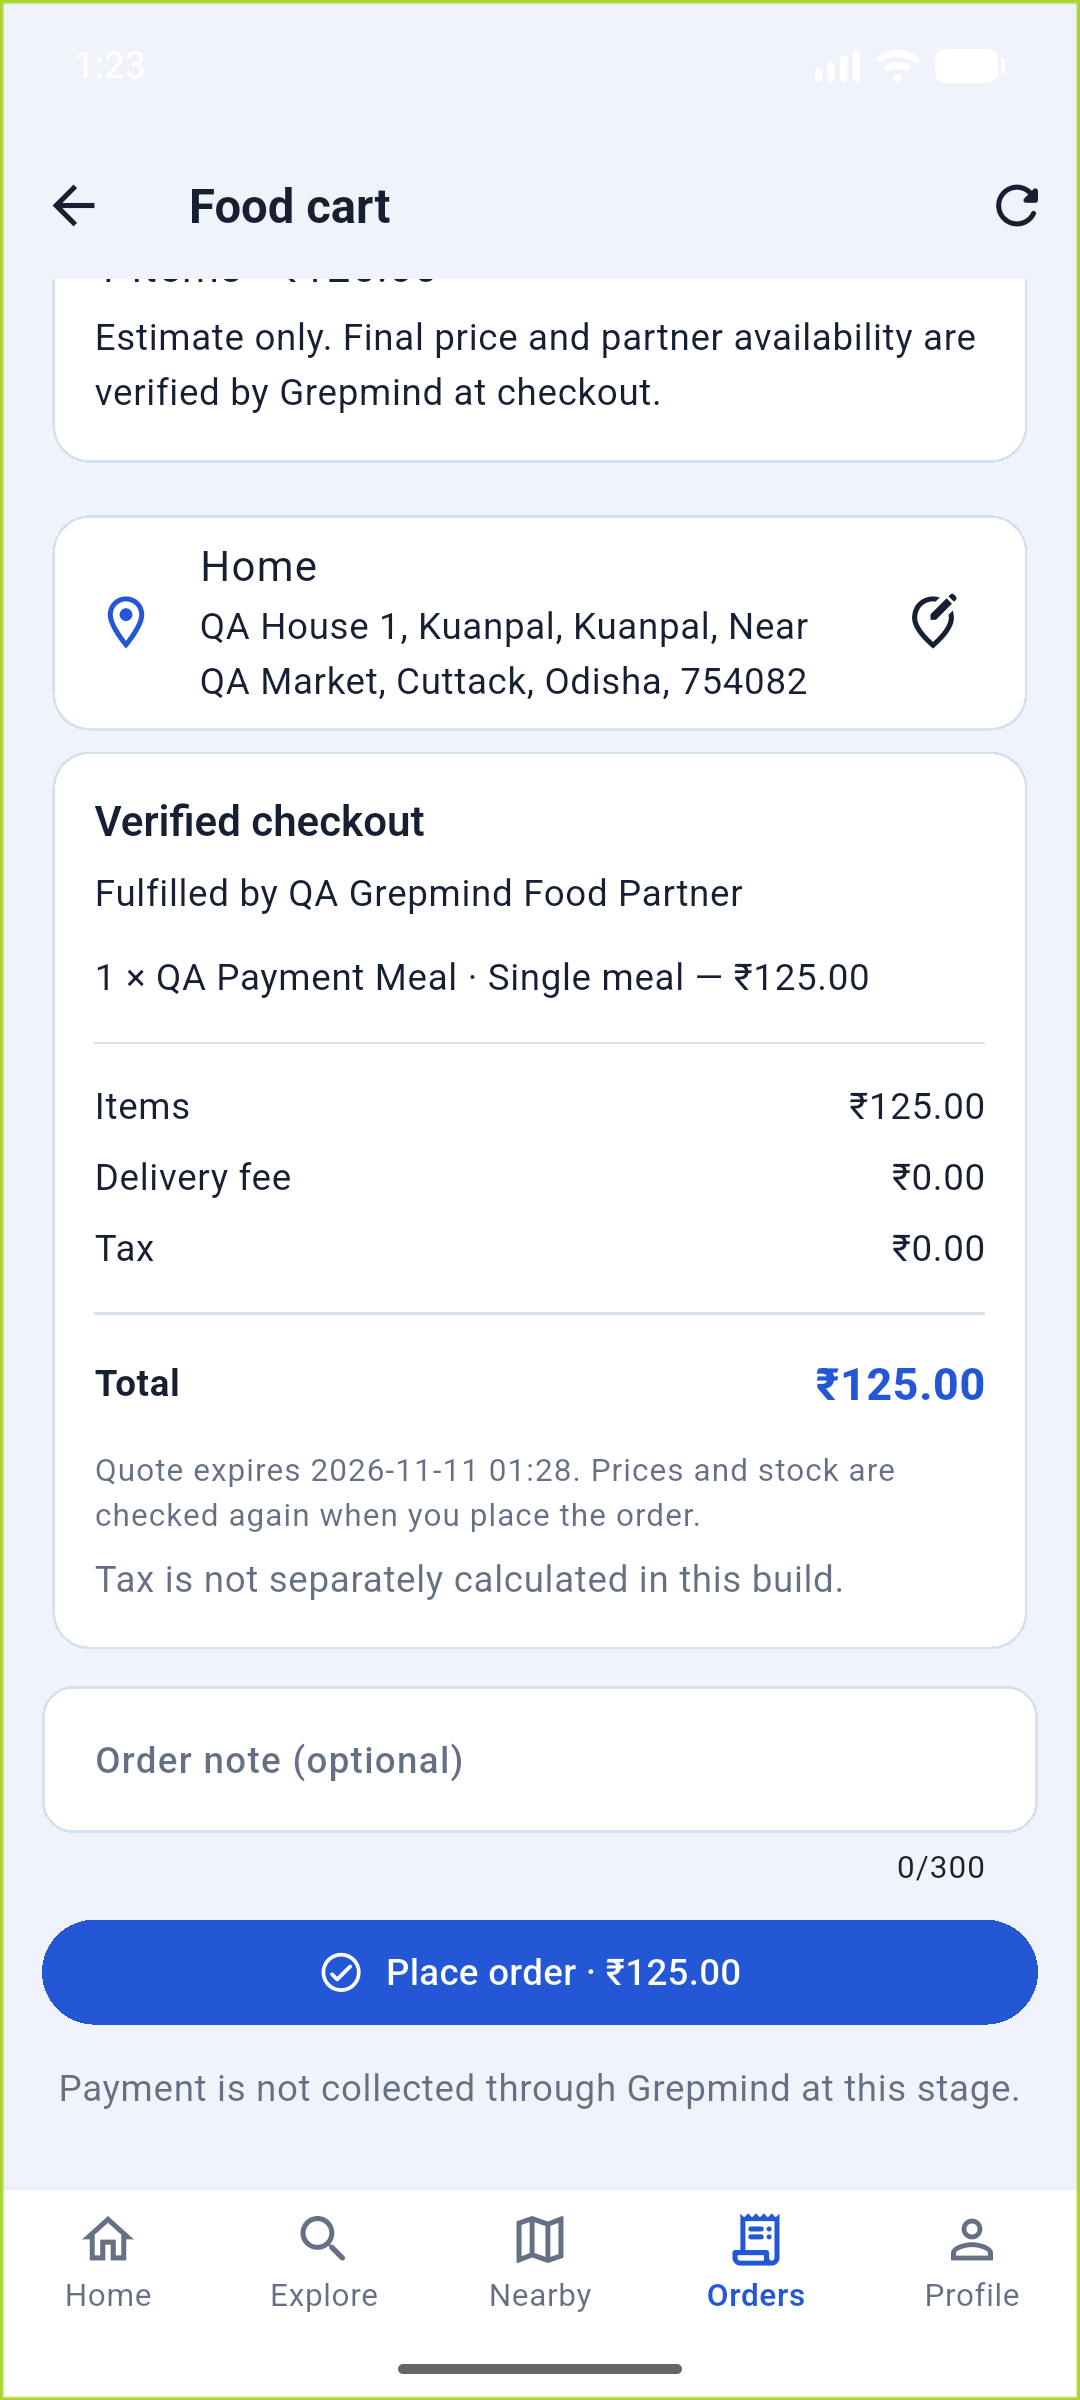 1:23
Food cart
Estimate only. Final price and partner availability are
verified by Grepmind at checkout.
Home
QA House 1, Kuanpal, Kuanpal, Near
QA Market, Cuttack, Odisha, 754082
Verified checkout
Fulfilled by QA Grepmind Food Partner
1 × QA Payment Meal · Single meal — ₹125.00
Items ₹125.00
Delivery fee ₹0.00
Tax ₹0.00
Total ₹125.00
Quote expires 2026-11-11 01:28. Prices and stock are
checked again when you place the order.
Tax is not separately calculated in this build.
Order note (optional)
0/300
Place order · ₹125.00
Payment is not collected through Grepmind at this stage.
Home Explore Nearby Orders Profile